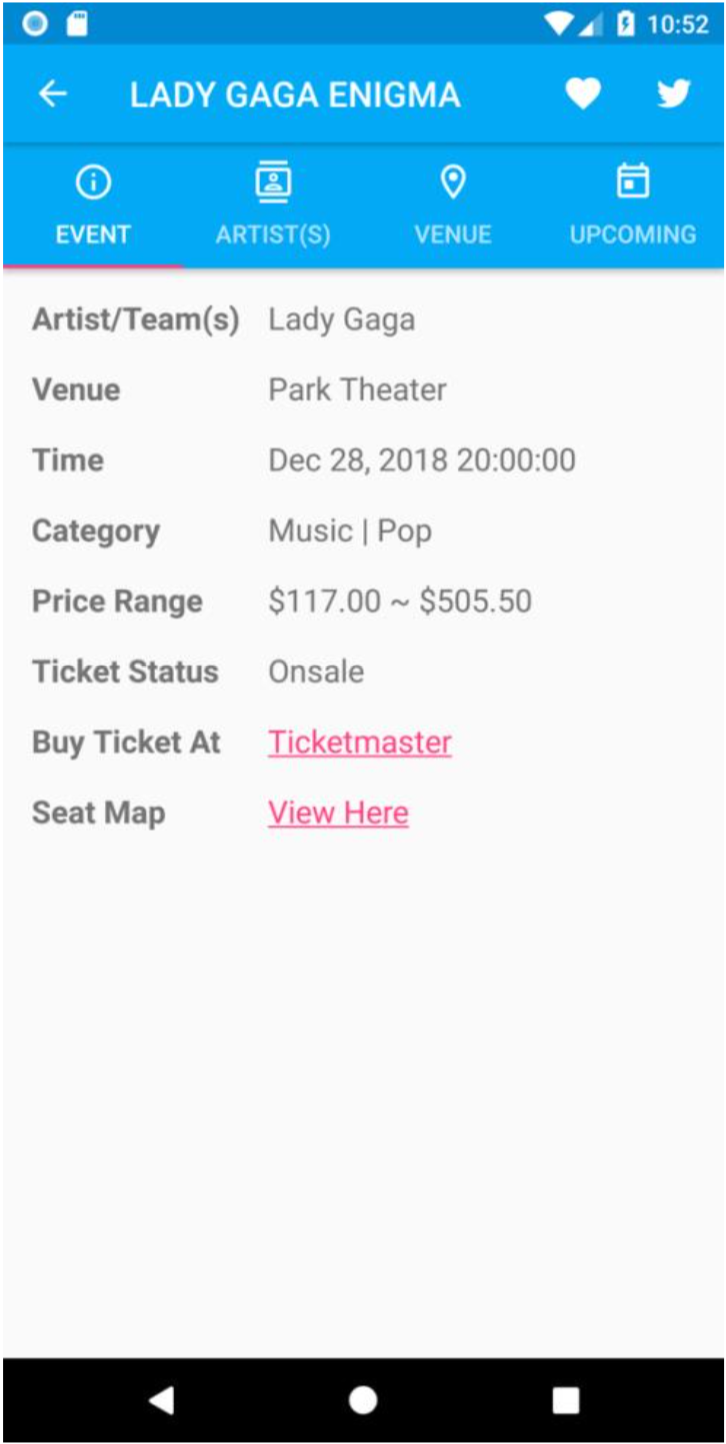 10:52
LADY GAGA ENIGMA
EVENT ARTIST(S) VENUE UPCOMING
Artist/Team(s) Lady Gaga
Venue Park Theater
Time Dec 28, 2018 20:00:00
Category Music | Pop
Price Range $117.00 ~ $505.50
Ticket Status Onsale
Buy Ticket At Ticketmaster
Seat Map View Here